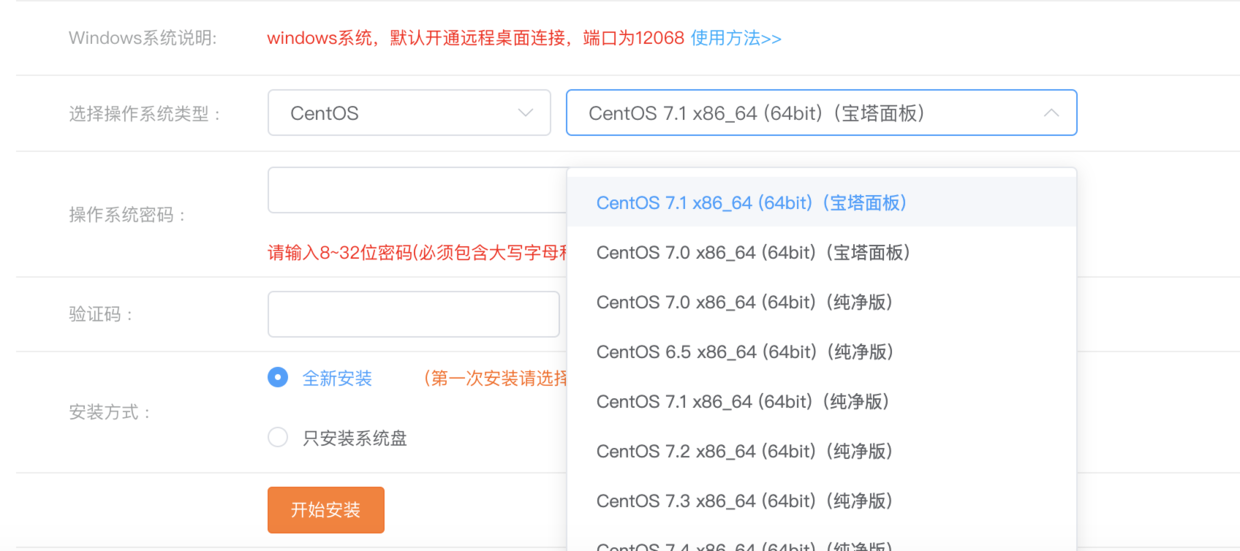 Windows系统说明:
windows系统，默认开通远程桌面连接，端口为12068 使用方法>>
选择操作系统类型：
CentOS
CentOS 7.1 x86_64 (64bit)（宝塔面板）
操作系统密码：
请输入8~32位密码(必须包含大写字母
CentOS 7.1 x86_64 (64bit)（宝塔面板）
CentOS 7.0 x86_64 (64bit)（宝塔面板）
CentOS 7.0 x86_64 (64bit)（纯净版）
CentOS 6.5 x86_64 (64bit)（纯净版）
CentOS 7.1 x86_64 (64bit)（纯净版）
CentOS 7.2 x86_64 (64bit)（纯净版）
CentOS 7.3 x86_64 (64bit)（纯净版）
CentOS 7.4 x86_64 (64bit)（纯净版）
验证码：
安装方式：
全新安装
（第一次安装请选择
只安装系统盘
开始安装